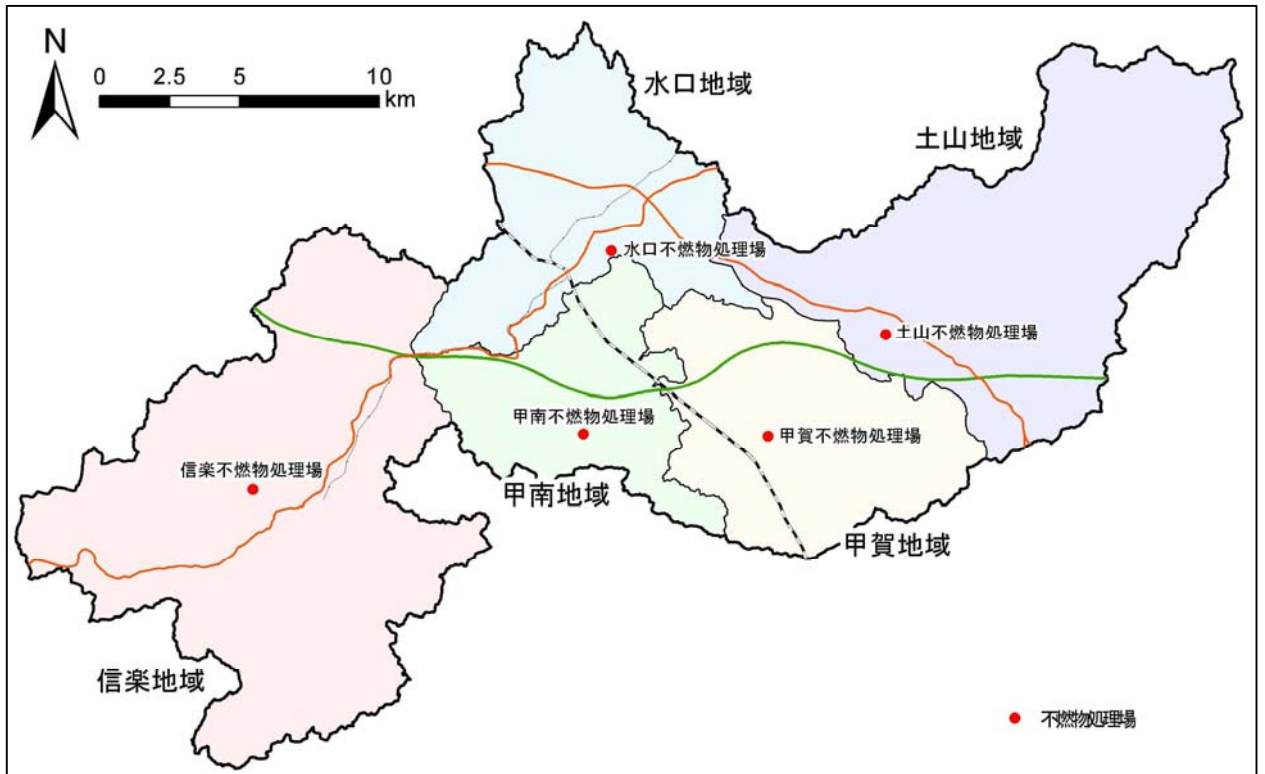 N
0 2.5 5 10
km
水口地域
土山地域
水口不燃物処理場
土山不燃物処理場
甲南不燃物処理場
甲賀不燃物処理場
信楽不燃物処理場
甲南地域
甲賀地域
信楽地域
不燃物処理場